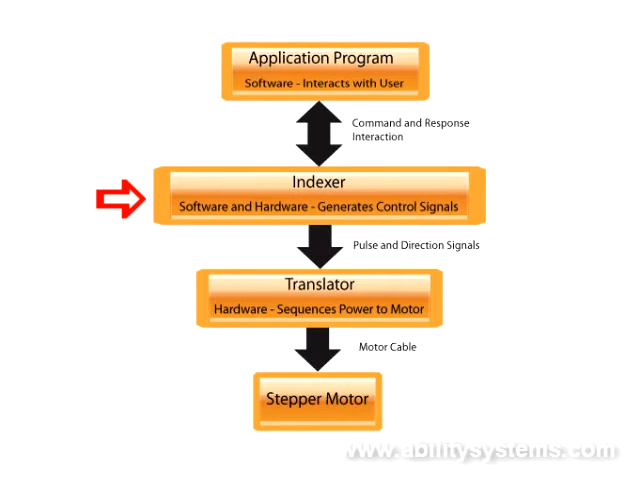 Application Program
Software - Interacts with User
Command and Response
Interaction
Indexer
Software and Hardware - Generates Control Signals
Pulse and Direction Signals
Translator
Hardware - Sequences Power to Motor
Motor Cable
Stepper Motor
www.abilitysystems.com